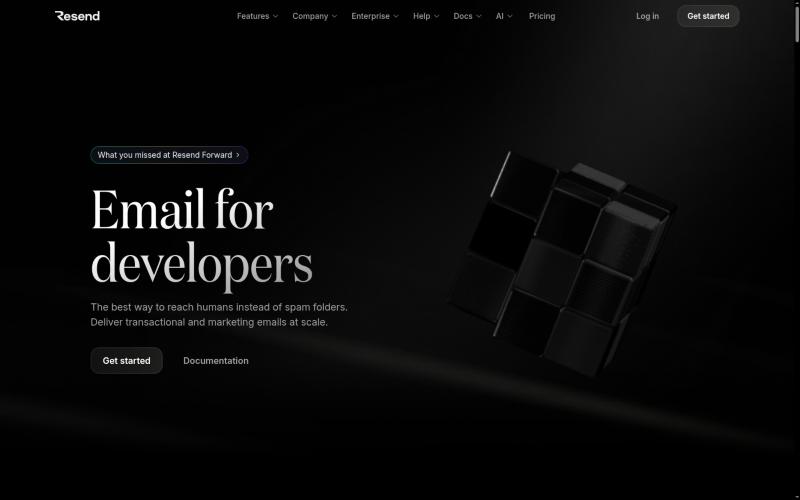 Resend
Features
Company
Enterprise
Help
Docs
AI
Pricing
Log in
Get started
What you missed at Resend Forward
Email for
developers
The best way to reach humans instead of spam folders.
Deliver transactional and marketing emails at scale.
Get started
Documentation